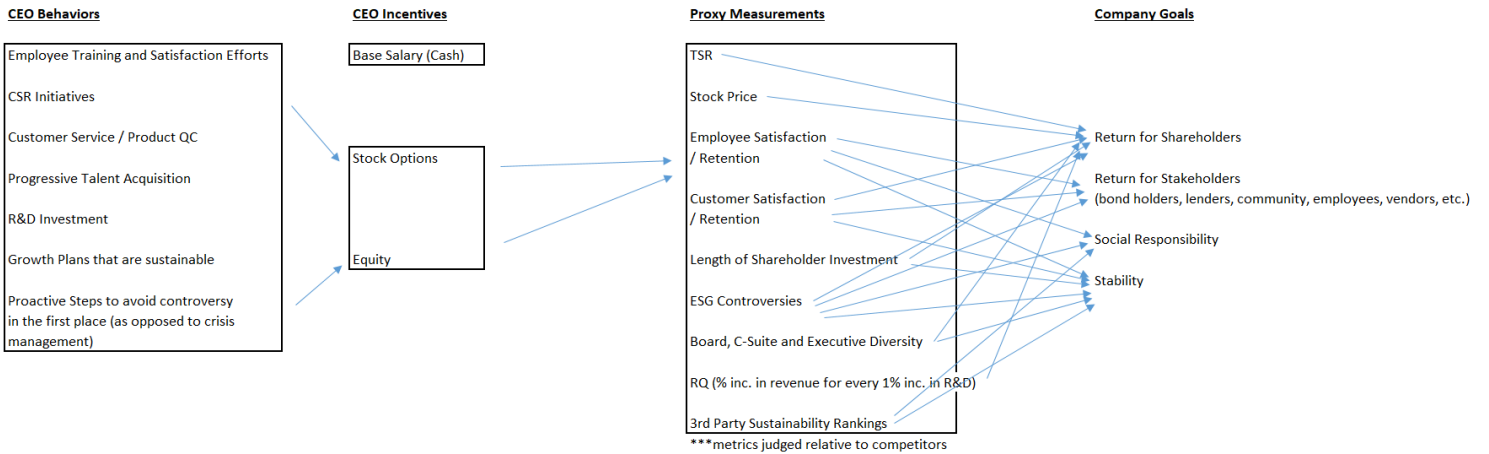 CEO Behaviors
Employee Training and Satisfaction Efforts
CSR Initiatives
Customer Service / Product QC
Progressive Talent Acquisition
R&D Investment
Growth Plans that are sustainable
Proactive Steps to avoid controversy
in the first place (as opposed to crisis
management)
CEO Incentives
Base Salary (Cash)
Stock Options
Equity
Proxy Measurements
TSR
Stock Price
Employee Satisfaction
/ Retention
Customer Satisfaction
/ Retention
Length of Shareholder Investment
ESG Controversies
Board, C-Suite and Executive Diversity
RQ (% inc. in revenue for every 1% inc. in R&D)
3rd Party Sustainability Rankings
***metrics judged relative to competitors
Company Goals
Return for Shareholders
Return for Stakeholders
(bond holders, lenders, community, employees, vendors, etc.)
Social Responsibility
Stability